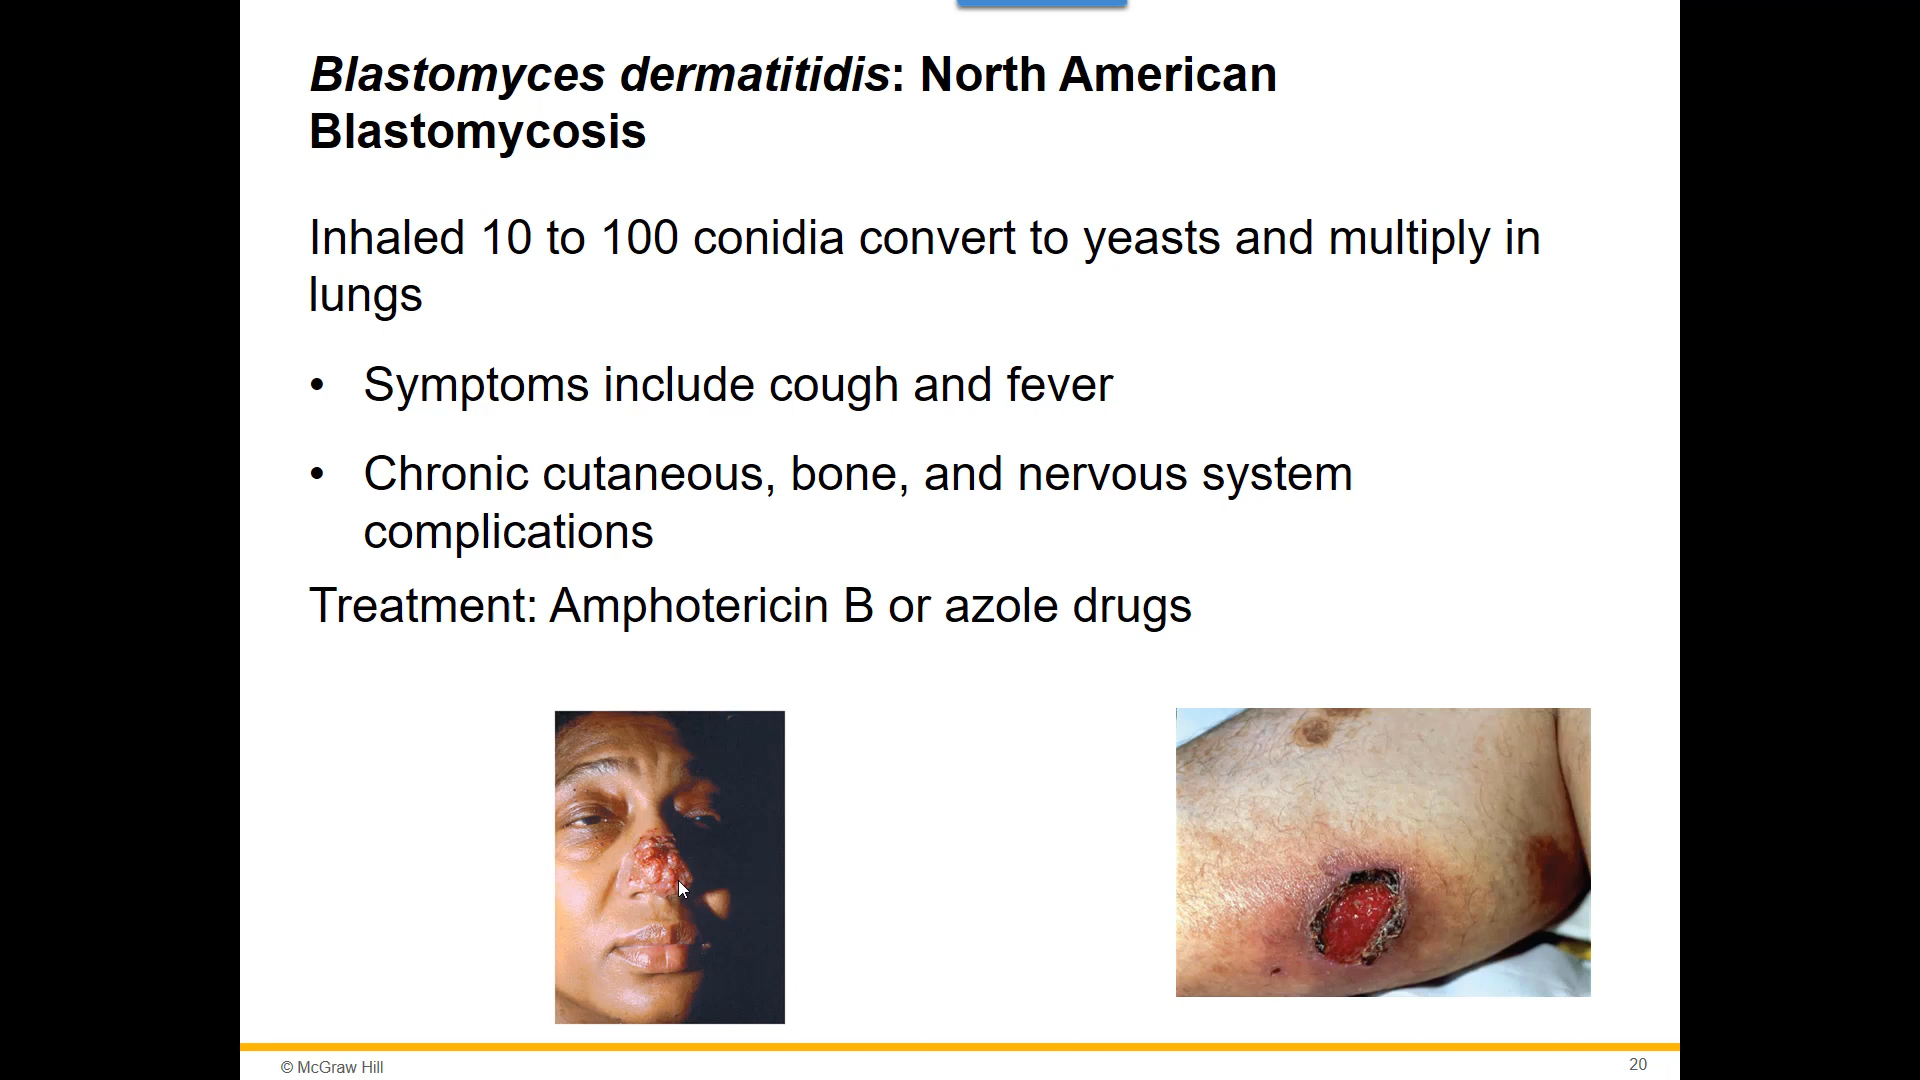 Blastomyces dermatitidis: North American
Blastomycosis
Inhaled 10 to 100 conidia convert to yeasts and multiply in
lungs
• Symptoms include cough and fever
• Chronic cutaneous, bone, and nervous system
complications
Treatment: Amphotericin B or azole drugs
© McGraw Hill
20